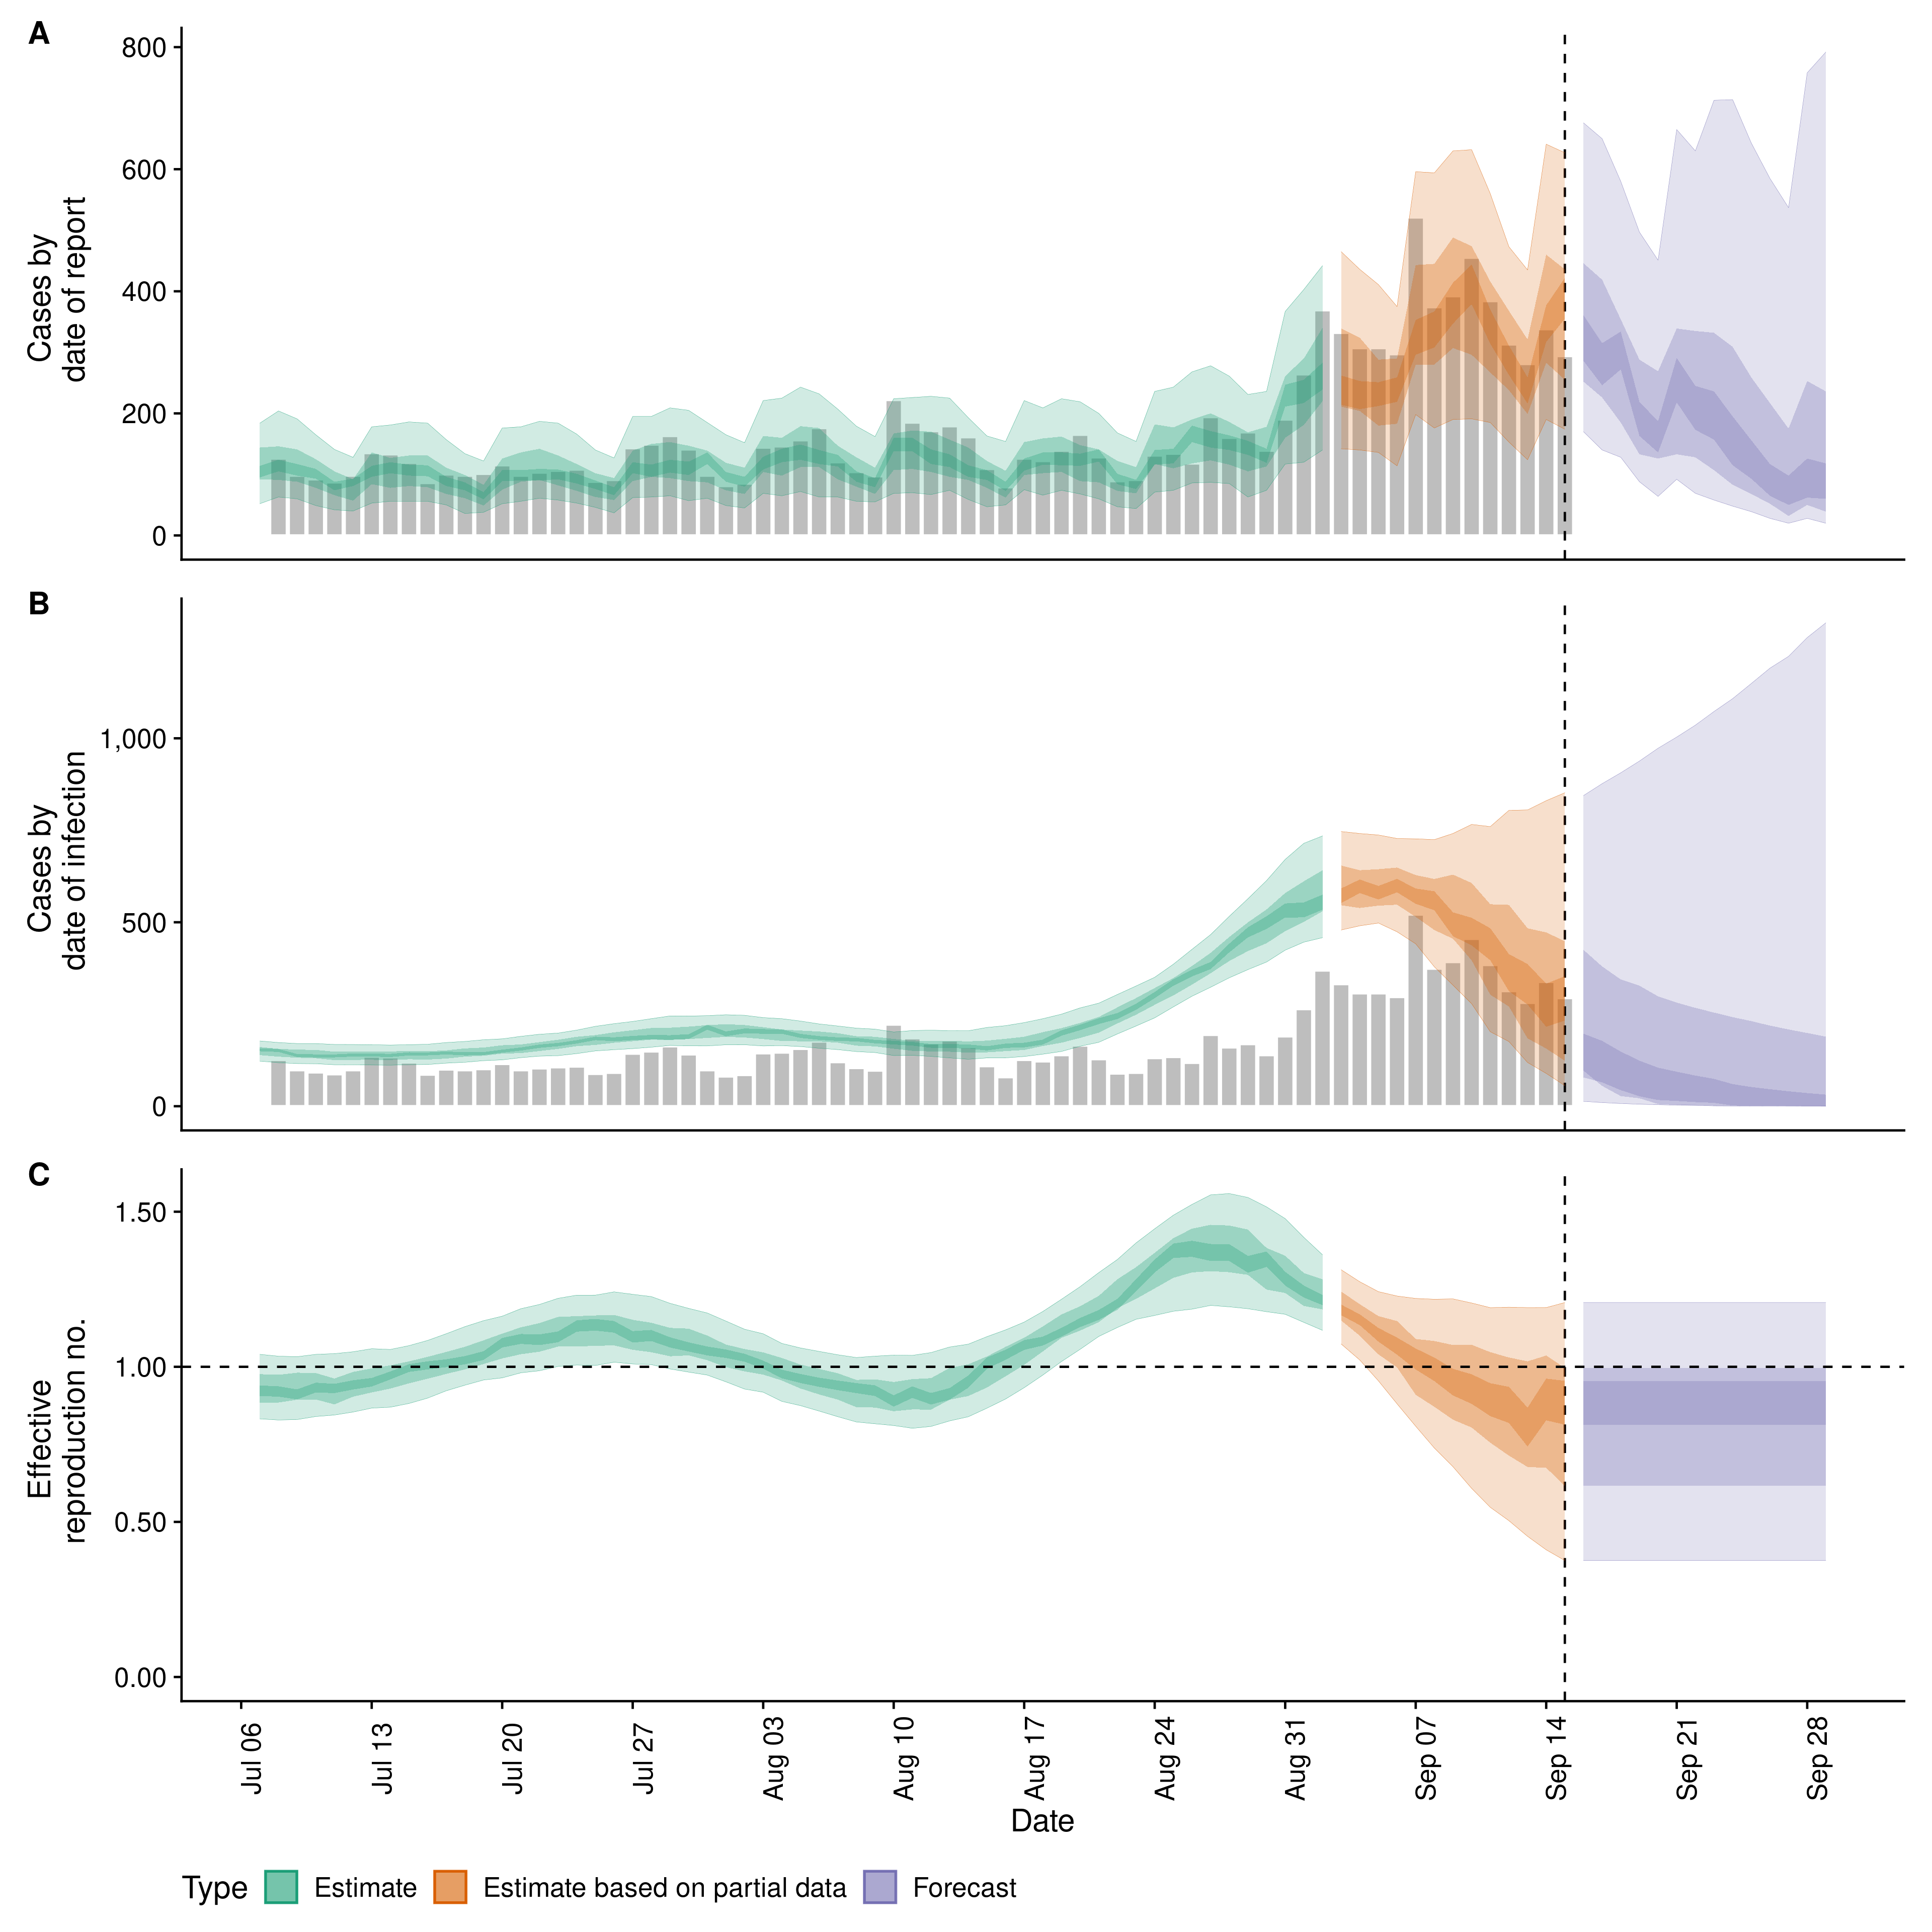 A
800
600
400
200
0
Cases by
date of report
B
1,000
500
0
Cases by
date of infection
C
1.50
1.00
0.50
0.00
Effective
reproduction no.
Jul 06
Jul 13
Jul 20
Jul 27
Aug 03
Aug 10
Aug 17
Aug 24
Aug 31
Sep 07
Sep 14
Sep 21
Sep 28
Date
Type Estimate Estimate based on partial data Forecast